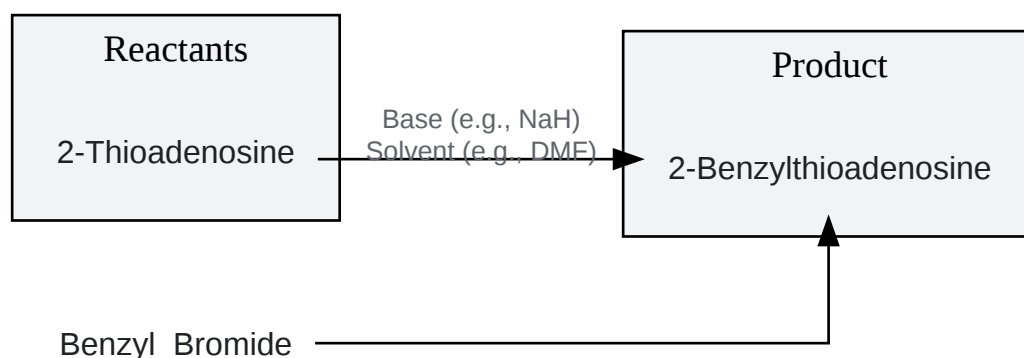 Reactants
2-Thioadenosine
Base (e.g., NaH)
Solvent (e.g., DMF)
Product
2-Benzylthioadenosine
Benzyl Bromide